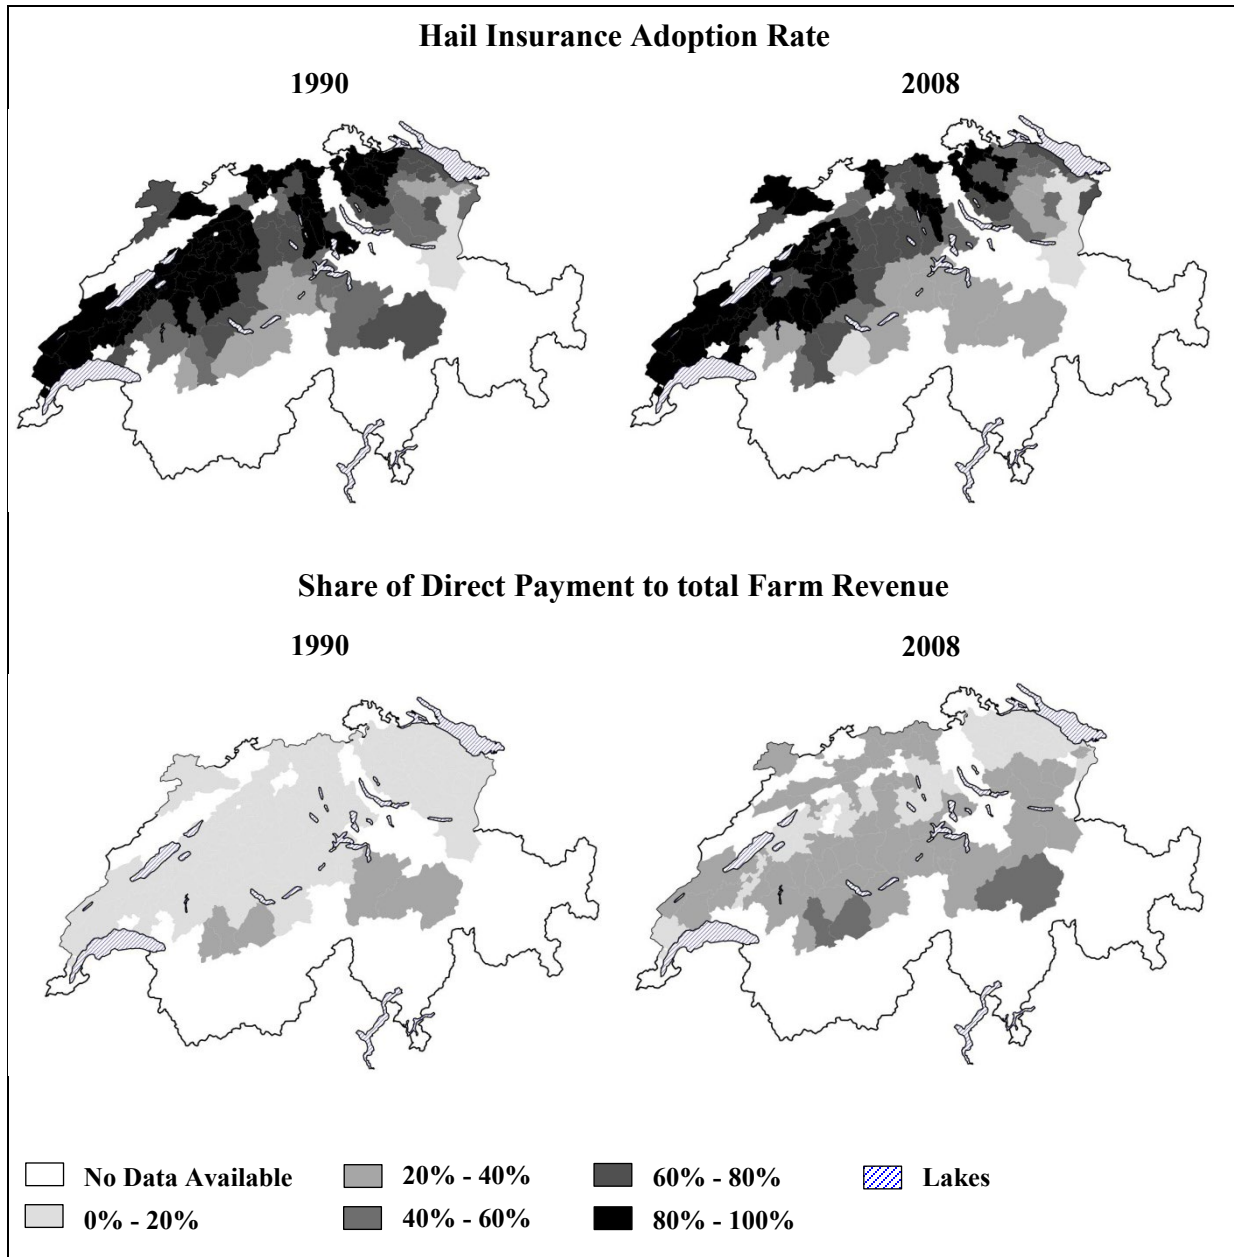 Hail Insurance Adoption Rate
1990
2008
Share of Direct Payment to total Farm Revenue
1990
2008
No Data Available
20% - 40%
60% - 80%
Lakes
0% - 20%
40% - 60%
80% - 100%